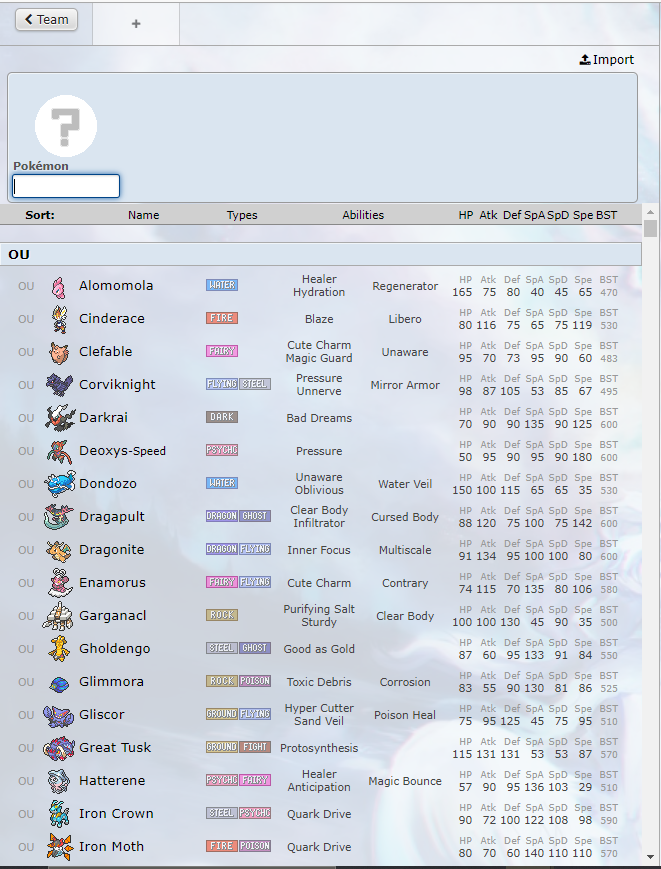 Team
+
Import
?
Pokémon
Sort: Name Types Abilities HP Atk Def SpA SpD Spe BST
OU
OU Alomomola WATER Healer Hydration Regenerator HP 165 Atk 75 Def 80 SpA 40 SpD 45 Spe 65 BST 470
OU Cinderace FIRE Blaze Libero HP 80 Atk 116 Def 75 SpA 65 SpD 75 Spe 119 BST 530
OU Clefable FAIRY Cute Charm Magic Guard Unaware HP 95 Atk 70 Def 73 SpA 95 SpD 90 Spe 60 BST 483
OU Corviknight FLYING STEEL Pressure Unnerve Mirror Armor HP 98 Atk 87 Def 105 SpA 53 SpD 85 Spe 67 BST 495
OU Darkrai DARK Bad Dreams HP 70 Atk 90 Def 90 SpA 135 SpD 90 Spe 125 BST 600
OU Deoxys-Speed PSYCHC Pressure HP 50 Atk 95 Def 90 SpA 95 SpD 90 Spe 180 BST 600
OU Dondozo WATER Unaware Oblivious Water Veil HP 150 Atk 100 Def 115 SpA 65 SpD 65 Spe 35 BST 530
OU Dragapult DRAGON GHOST Clear Body Infiltrator Cursed Body HP 88 Atk 120 Def 75 SpA 100 SpD 75 Spe 142 BST 600
OU Dragonite DRAGON FLYING Inner Focus Multiscale HP 91 Atk 134 Def 95 SpA 100 SpD 100 Spe 80 BST 600
OU Enamorus FAIRY FLYING Cute Charm Contrary HP 74 Atk 115 Def 70 SpA 135 SpD 80 Spe 106 BST 580
OU Garganacl ROCK Purifying Salt Sturdy Clear Body HP 100 Atk 100 Def 130 SpA 45 SpD 90 Spe 35 BST 500
OU Gholdengo STEEL GHOST Good as Gold HP 87 Atk 60 Def 95 SpA 133 SpD 91 Spe 84 BST 550
OU Glimmora ROCK POISON Toxic Debris Corrosion HP 83 Atk 55 Def 90 SpA 130 SpD 81 Spe 86 BST 525
OU Gliscor GROUND FLYING Hyper Cutter Sand Veil Poison Heal HP 75 Atk 95 Def 125 SpA 45 SpD 75 Spe 95 BST 510
OU Great Tusk GROUND FIGHT Protosynthesis HP 115 Atk 131 Def 131 SpA 53 SpD 53 Spe 87 BST 570
OU Hatterene PSYCHC FAIRY Healer Anticipation Magic Bounce HP 57 Atk 90 Def 95 SpA 136 SpD 103 Spe 29 BST 510
OU Iron Crown STEEL PSYCHC Quark Drive HP 90 Atk 72 Def 100 SpA 122 SpD 108 Spe 98 BST 590
OU Iron Moth FIRE POISON Quark Drive HP 80 Atk 70 Def 60 SpA 140 SpD 110 Spe 110 BST 570